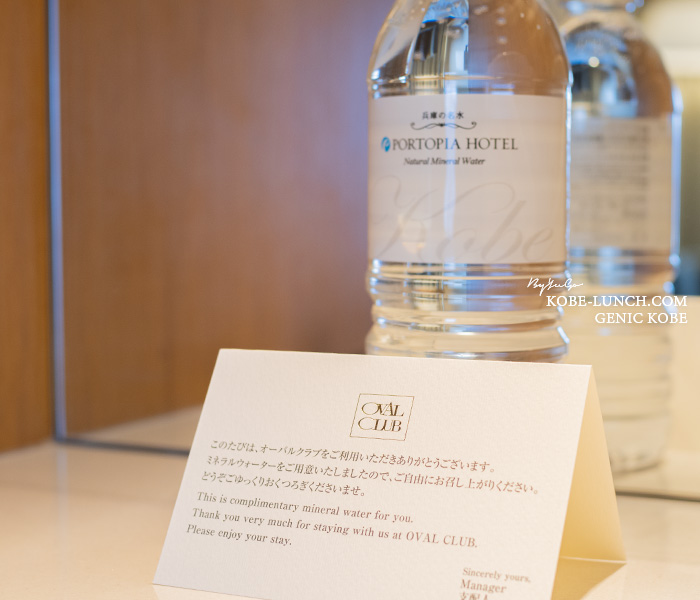 兵庫の名水
PORTOPIA HOTEL
Natural Mineral Water
Kobe
KOBE-LUNCH.COM
GENIC KOBE
OVAL
CLUB
このたびは、オーバルクラブをご利用いただきありがとうございます。
ミネラルウォーターをご用意いたしましたので、ご自由にお召し上がりください。
どうぞごゆっくりおくつろぎくださいませ。
This is complimentary mineral water for you.
Thank you very much for staying with us at OVAL CLUB.
Please enjoy your stay.
Sincerely yours,
Manager
支配人